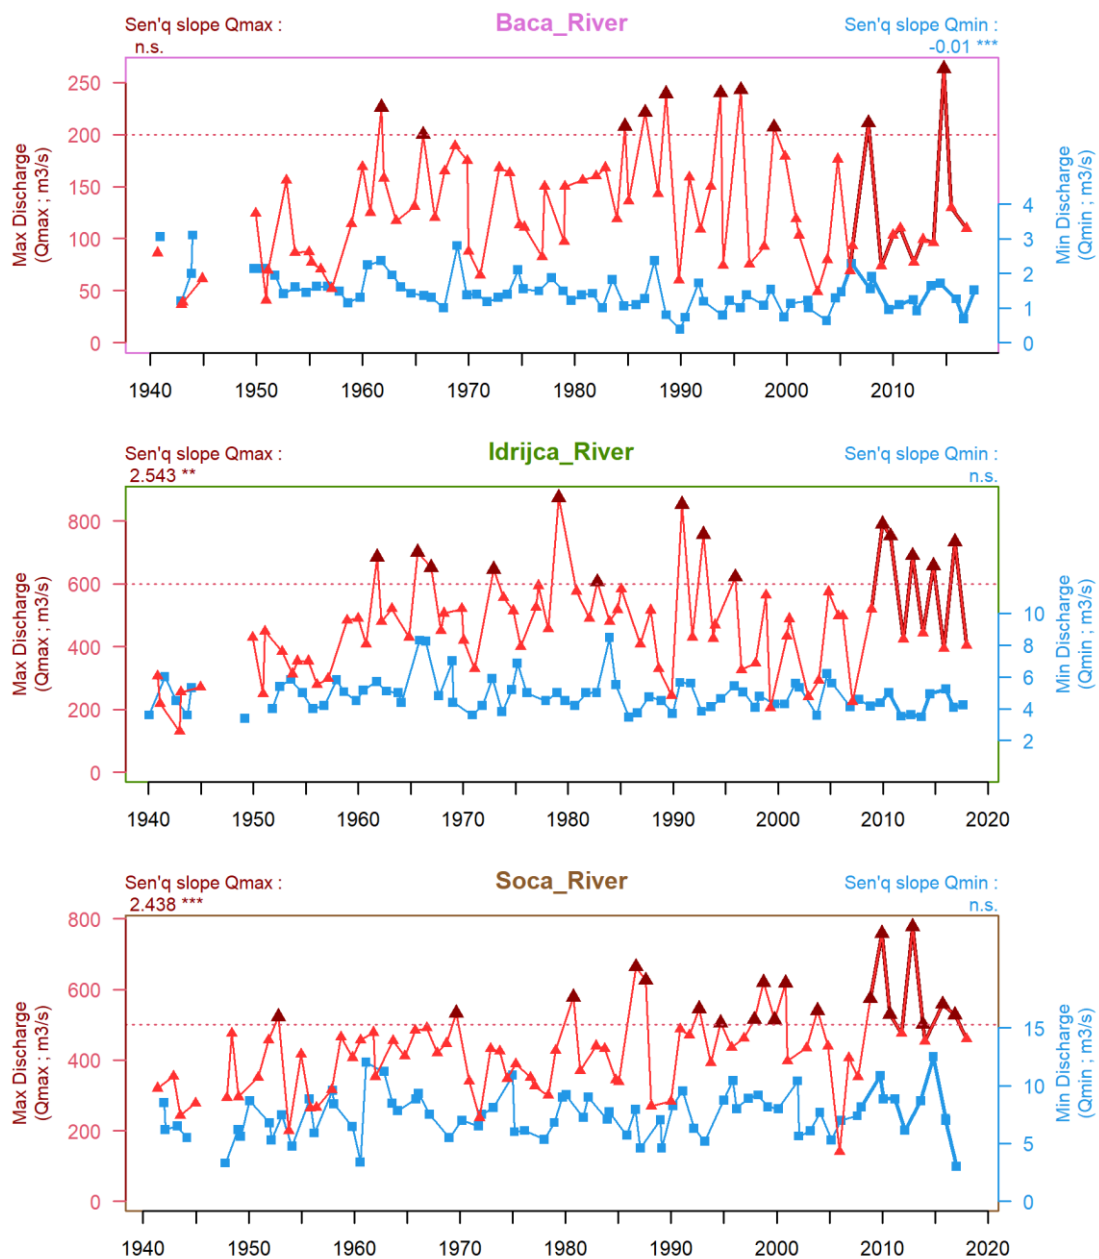 Sen'q slope Qmax :
n.s.
Baca_River
Sen'q slope Qmin :
-0.01 ***
Max Discharge
(Qmax ; m3/s)
250
200
150
100
50
0
4
3
2
1
0
Min Discharge
(Qmin ; m3/s)
1940 1950 1960 1970 1980 1990 2000 2010
Sen'q slope Qmax :
2.543 **
Idrijca_River
Sen'q slope Qmin :
n.s.
Max Discharge
(Qmax ; m3/s)
800
600
400
200
0
10
8
6
4
2
Min Discharge
(Qmin ; m3/s)
1940 1950 1960 1970 1980 1990 2000 2010 2020
Sen'q slope Qmax :
2.438 ***
Soca_River
Sen'q slope Qmin :
n.s.
Max Discharge
(Qmax ; m3/s)
800
600
400
200
0
15
10
5
0
Min Discharge
(Qmin ; m3/s)
1940 1950 1960 1970 1980 1990 2000 2010 2020